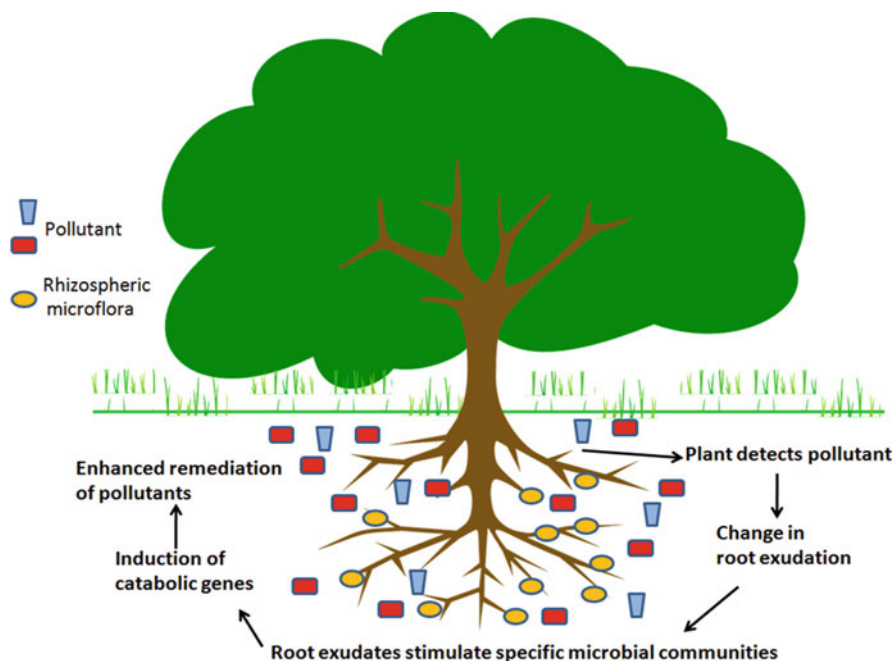 Pollutant
Rhizospheric
microflora
Plant detects pollutant
Change in
root exudation
Root exudates stimulate specific microbial communities
Induction of
catabolic genes
Enhanced remediation
of pollutants